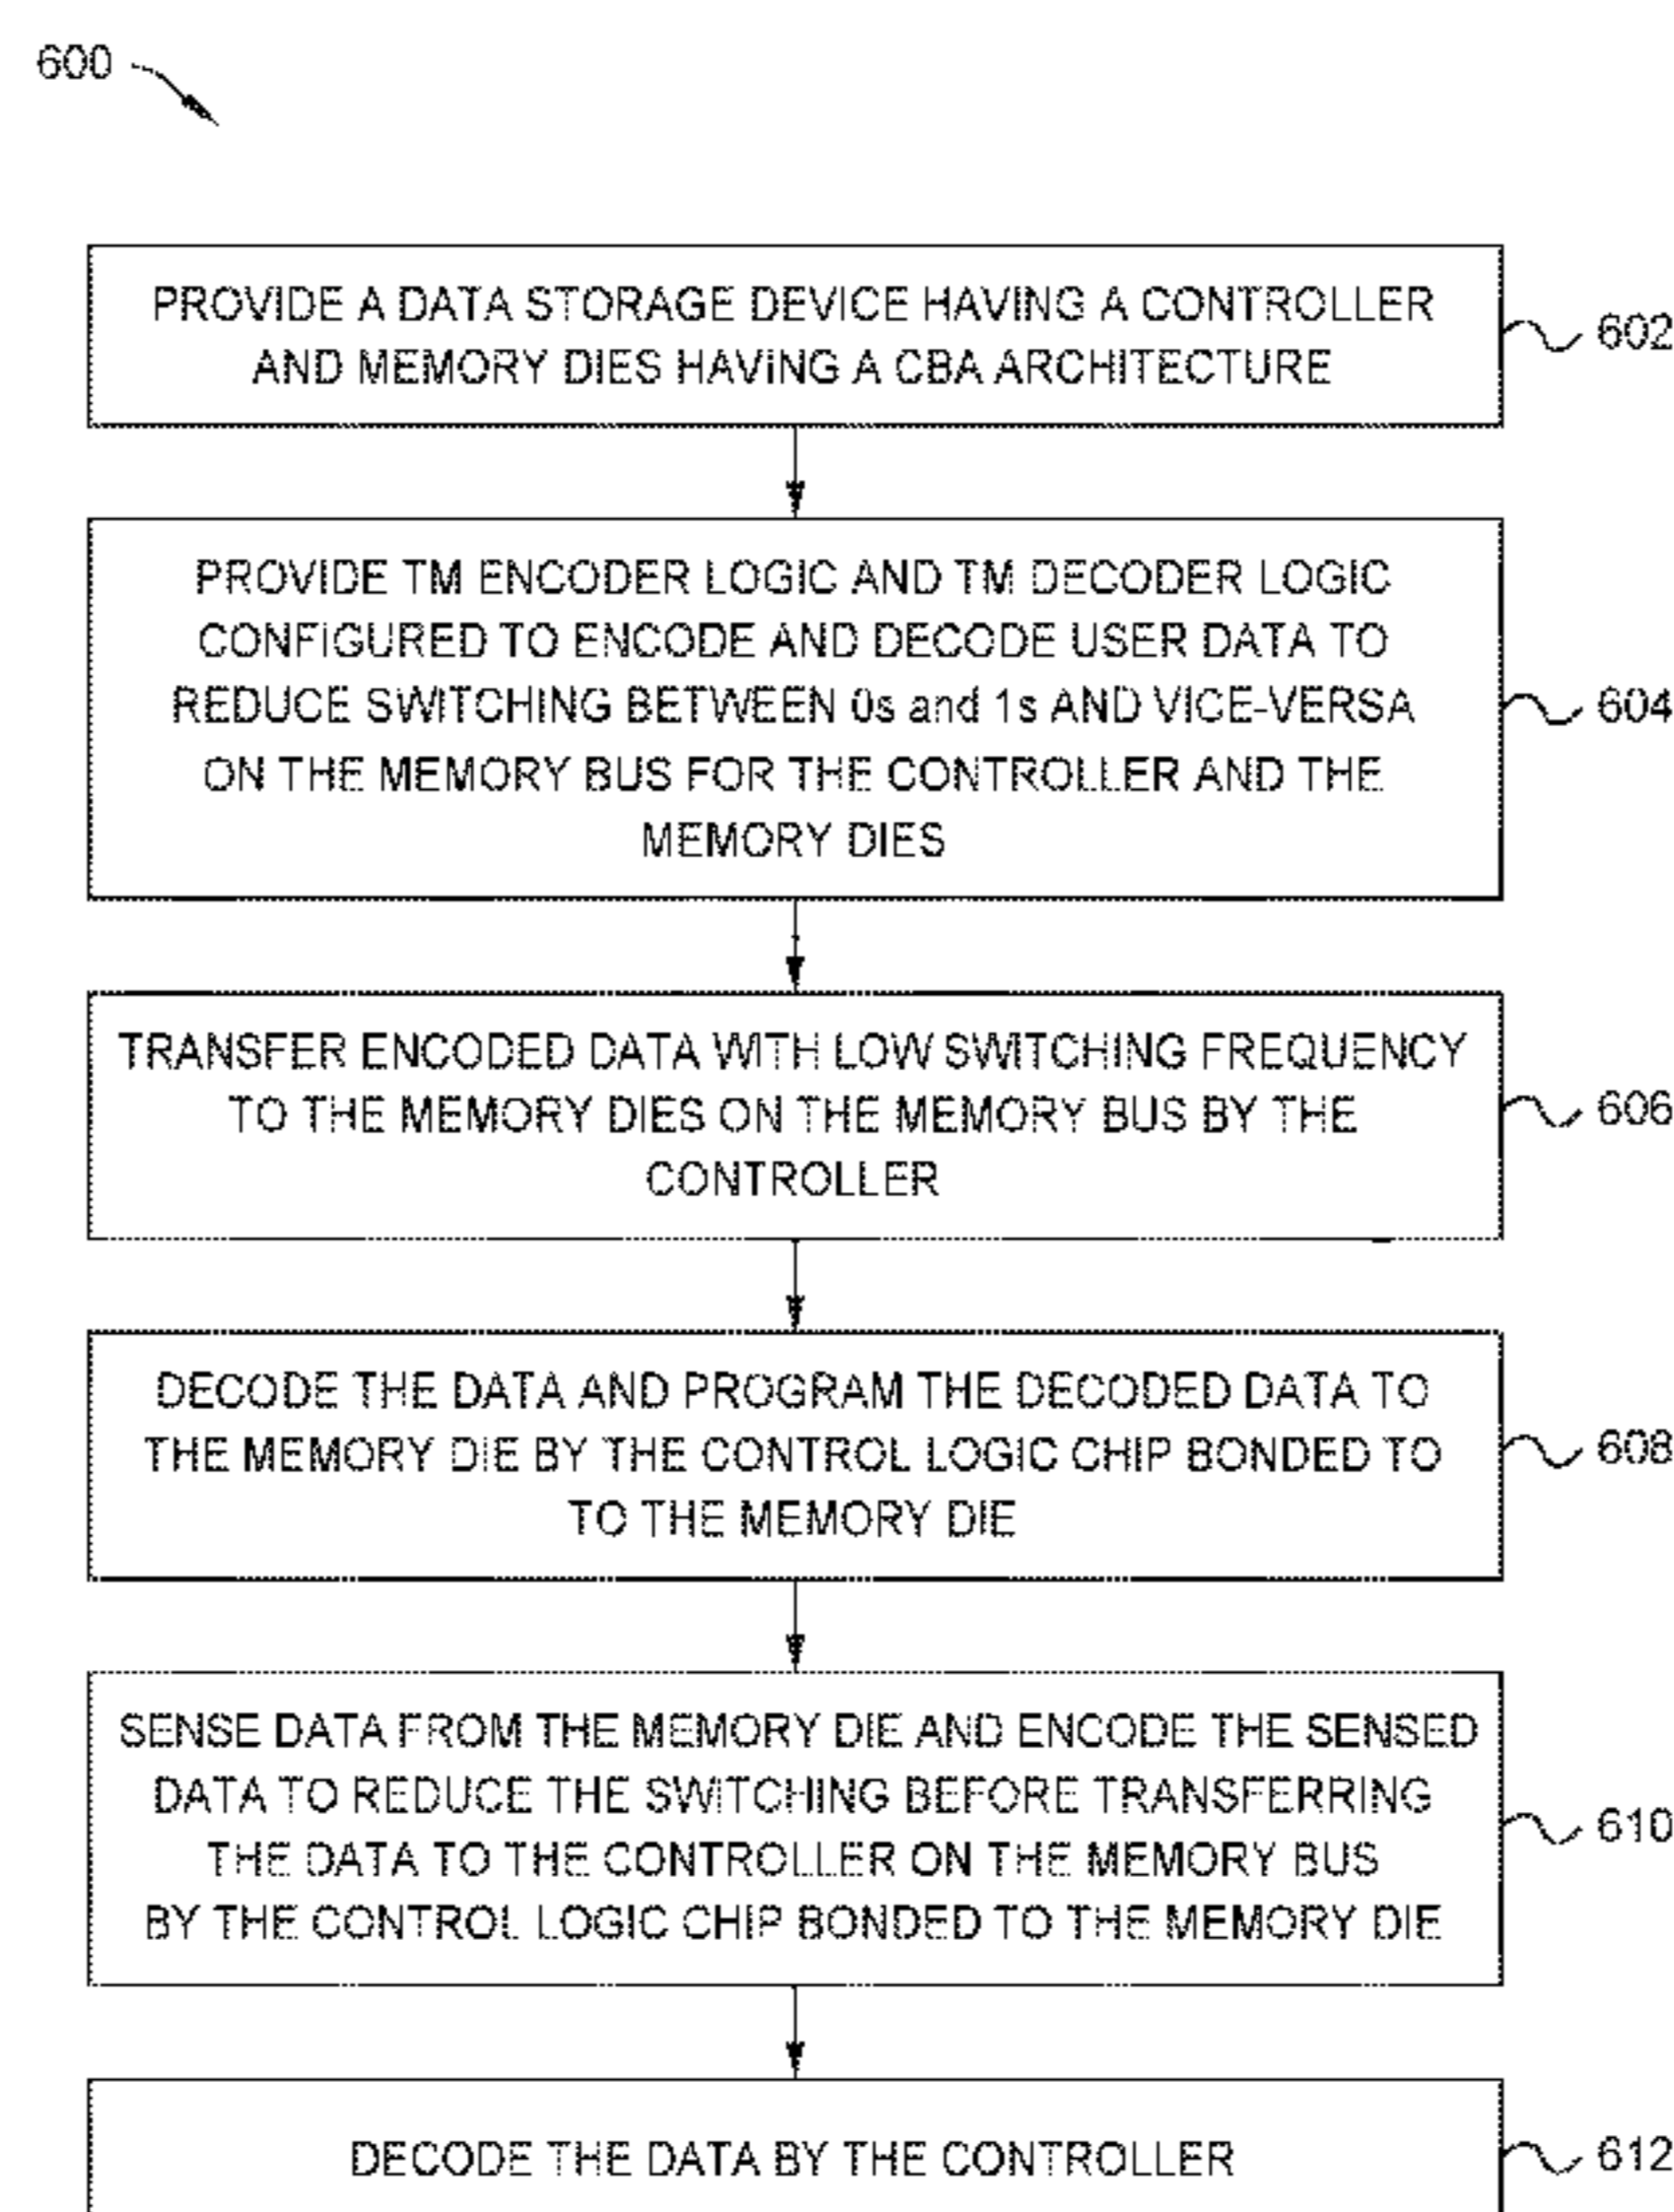 600
PROVIDE A DATA STORAGE DEVICE HAVING A CONTROLLER
AND MEMORY DIES HAVING A CBA ARCHITECTURE
602
PROVIDE TM ENCODER LOGIC AND TM DECODER LOGIC
CONFIGURED TO ENCODE AND DECODE USER DATA TO
REDUCE SWITCHING BETWEEN 0s and 1s AND VICE-VERSA
ON THE MEMORY BUS FOR THE CONTROLLER AND THE
MEMORY DIES
604
TRANSFER ENCODED DATA WITH LOW SWITCHING FREQUENCY
TO THE MEMORY DIES ON THE MEMORY BUS BY THE
CONTROLLER
606
DECODE THE DATA AND PROGRAM THE DECODED DATA TO
THE MEMORY DIE BY THE CONTROL LOGIC CHIP BONDED TO
TO THE MEMORY DIE
608
SENSE DATA FROM THE MEMORY DIE AND ENCODE THE SENSED
DATA TO REDUCE THE SWITCHING BEFORE TRANSFERRING
THE DATA TO THE CONTROLLER ON THE MEMORY BUS
BY THE CONTROL LOGIC CHIP BONDED TO THE MEMORY DIE
610
DECODE THE DATA BY THE CONTROLLER
612